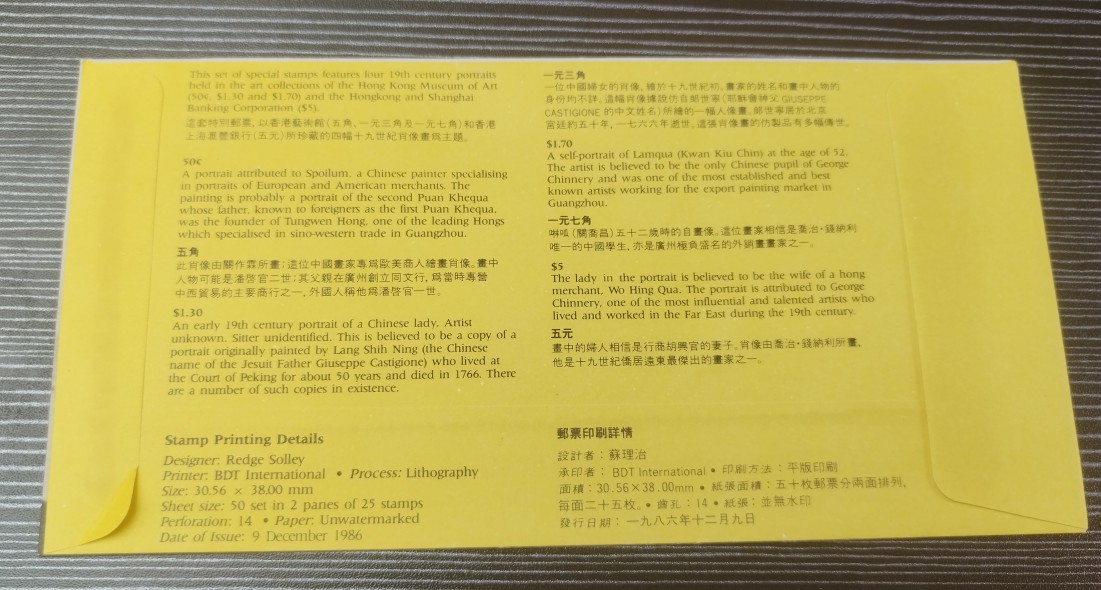 This set of special stamps features four 19th century portraits
held in the art collections of the Hong Kong Museum of Art
(50¢, $1.30 and $1.70) and the Hongkong and Shanghai
Banking Corporation ($5).
這套特別郵票，以香港藝術館（五角，一元三角及一元七角）和香港
上海滙豐銀行（五元）所珍藏的四幅十九世紀肖像畫爲主題。
50¢
A portrait attributed to Spoilum, a Chinese painter specialising
in portraits of European and American merchants. The
painting is probably a portrait of the second Puan Khequa
whose father, known to foreigners as the first Puan Khequa,
was the founder of Tungwen Hong, one of the leading Hongs
which specialised in sino-western trade in Guangzhou.
五角
此肖像由關作霖所畫；這位中國畫家專爲歐美商人繪畫肖像。畫中
人物可能是潘啓官二世；其父親在廣州創立同文行，爲當時專營
中西貿易的主要商行之一，外國人稱他爲潘啓官一世。
$1.30
An early 19th century portrait of a Chinese lady. Artist
unknown. Sitter unidentified. This is believed to be a copy of a
portrait originally painted by Lang Shih Ning (the Chinese
name of the Jesuit Father Giuseppe Castigione) who lived at
the Court of Peking for about 50 years and died in 1766. There
are a number of such copies in existence.
一元三角
一位中國婦女的肖像，繪於十九世紀初。畫家的姓名和畫中人物的
身份均不詳。這幅肖像據說仿自郎世寧（耶穌會神父 GIUSEPPE
CASTIGIONE 的中文姓名）所繪的一幅人像畫。郎世寧居於北京
宮廷約五十年，一七六六年逝世。這張肖像畫的仿製品有多幅傳世。
$1.70
A self-portrait of Lamqua (Kwan Kiu Chin) at the age of 52.
The artist is believed to be the only Chinese pupil of George
Chinnery and was one of the most established and best
known artists working for the export painting market in
Guangzhou.
一元七角
啉呱（關喬昌）五十二歲時的自畫像。這位畫家相信是喬治·錢納利
唯一的中國學生，亦是廣州極負盛名的外銷畫畫家之一。
$5
The lady in the portrait is believed to be the wife of a hong
merchant, Wo Hing Qua. The portrait is attributed to George
Chinnery, one of the most influential and talented artists who
lived and worked in the Far East during the 19th century.
五元
畫中的婦人相信是行商胡興官的妻子。肖像由喬治·錢納利所畫，
他是十九世紀僑居遠東最傑出的畫家之一。
Stamp Printing Details
Designer: Redge Solley
Printer: BDT International • Process: Lithography
Size: 30.56 × 38.00 mm
Sheet size: 50 set in 2 panes of 25 stamps
Perforation: 14 • Paper: Unwatermarked
Date of Issue: 9 December 1986
郵票印刷詳情
設計者：蘇理治
承印者：BDT International • 印刷方法：平版印刷
面積：30.56×38.00mm • 紙張面積：五十枚郵票分兩面排列，
每面二十五枚。• 齒孔：14 • 紙張：並無水印
發行日期：一九八六年十二月九日